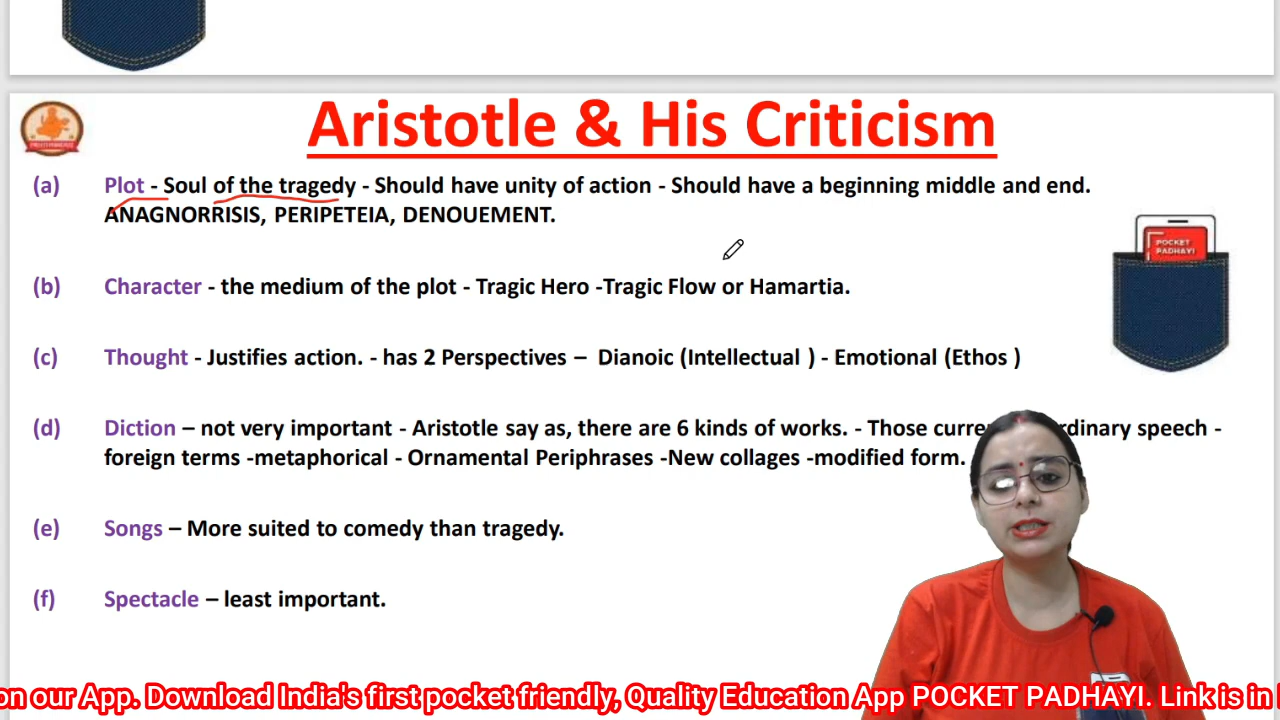 Aristotle & His Criticism
(a) Plot - Soul of the tragedy - Should have unity of action - Should have a beginning middle and end.
ANAGNORRISIS, PERIPETEIA, DENOUEMENT.
POCKET
PADHAYI
(b) Character - the medium of the plot - Tragic Hero -Tragic Flow or Hamartia.
(c) Thought - Justifies action. - has 2 Perspectives – Dianoic (Intellectual ) - Emotional (Ethos )
(d) Diction – not very important - Aristotle say as, there are 6 kinds of works. - Those speech -
foreign terms -metaphorical - Ornamental Periphrases -New collages -modified form.
(e) Songs – More suited to comedy than tragedy.
(f) Spectacle – least important.
on our App. Download India's first pocket friendly, Quality Education App POCKET PADHAYI. Link is in